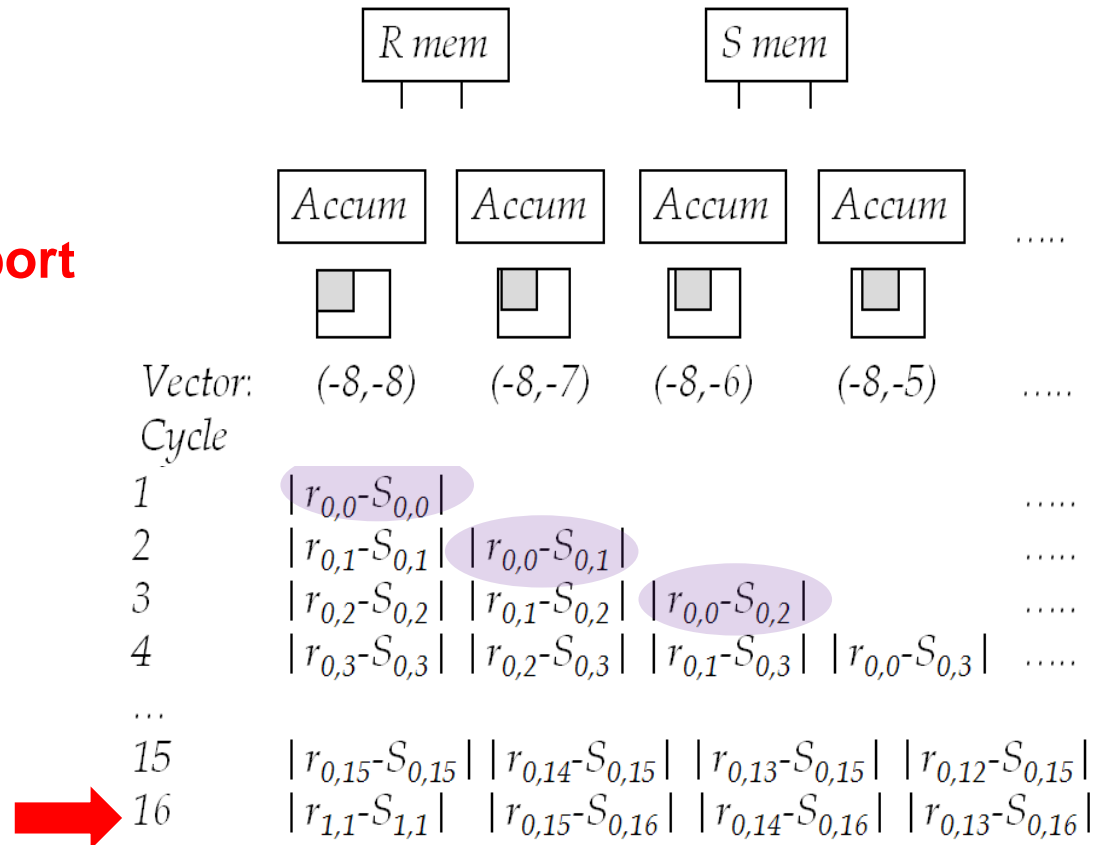 R mem S mem
Accum Accum Accum Accum .....
port
Vector: (-8,-8) (-8,-7) (-8,-6) (-8,-5) .....
Cycle
1 |r0,0-S0,0| .....
2 |r0,1-S0,1| |r0,0-S0,1| .....
3 |r0,2-S0,2| |r0,1-S0,2| |r0,0-S0,2| .....
4 |r0,3-S0,3| |r0,2-S0,3| |r0,1-S0,3| |r0,0-S0,3| .....
...
15 |r0,15-S0,15| |r0,14-S0,15| |r0,13-S0,15| |r0,12-S0,15|
16 |r1,1-S1,1| |r0,15-S0,16| |r0,14-S0,16| |r0,13-S0,16|